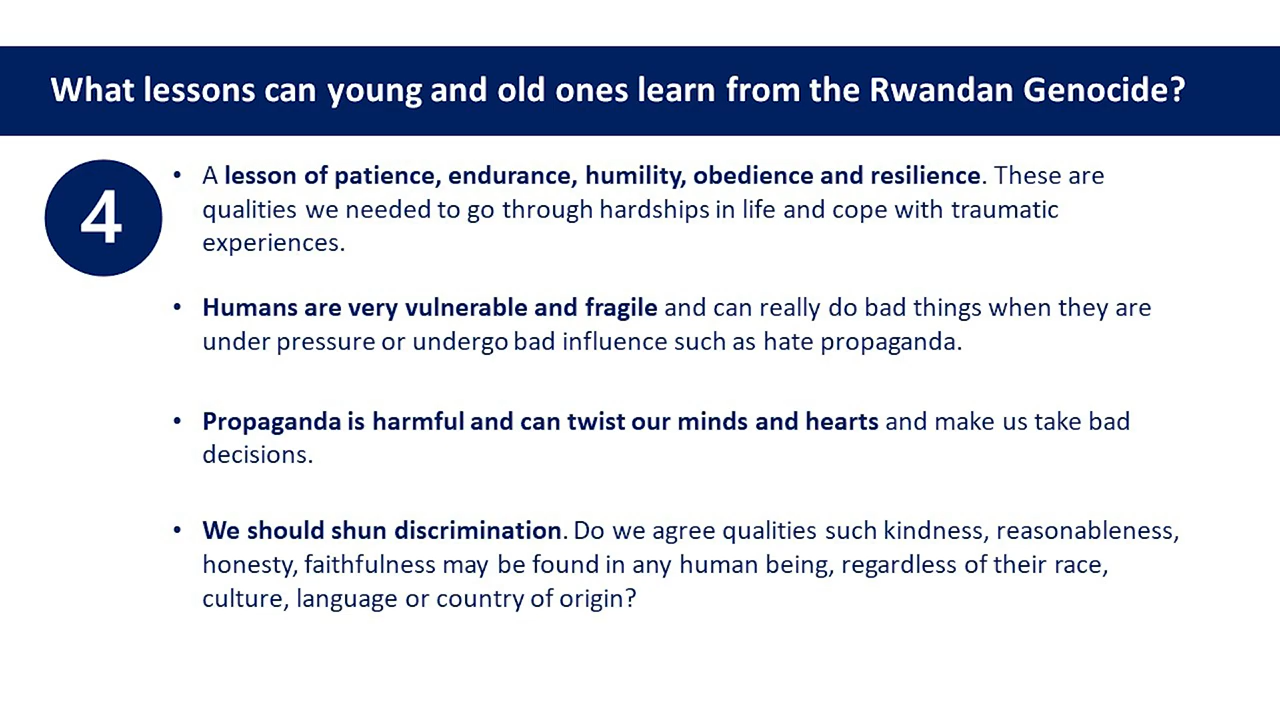 What lessons can young and old ones learn from the Rwandan Genocide?
4
• A lesson of patience, endurance, humility, obedience and resilience. These are
qualities we needed to go through hardships in life and cope with traumatic
experiences.
• Humans are very vulnerable and fragile and can really do bad things when they are
under pressure or undergo bad influence such as hate propaganda.
• Propaganda is harmful and can twist our minds and hearts and make us take bad
decisions.
• We should shun discrimination. Do we agree qualities such kindness, reasonableness,
honesty, faithfulness may be found in any human being, regardless of their race,
culture, language or country of origin?